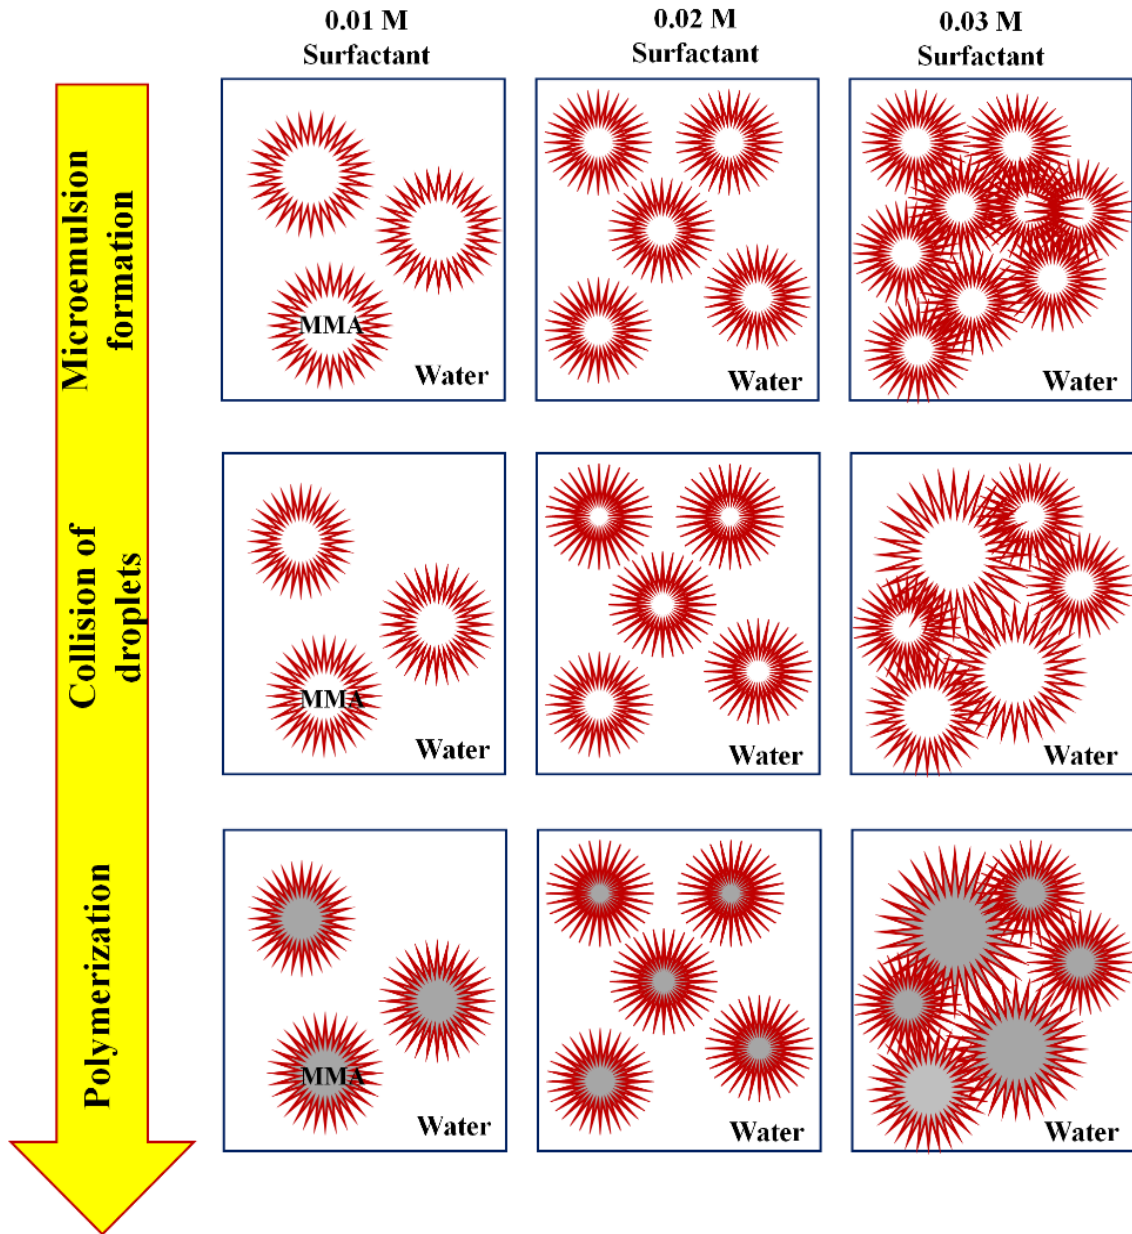 0.01 M
Surfactant
0.02 M
Surfactant
0.03 M
Surfactant
Microemulsion
formation
MMA
Water
Water
Water
Collision of
droplets
MMA
Water
Water
Water
Polymerization
MMA
Water
Water
Water